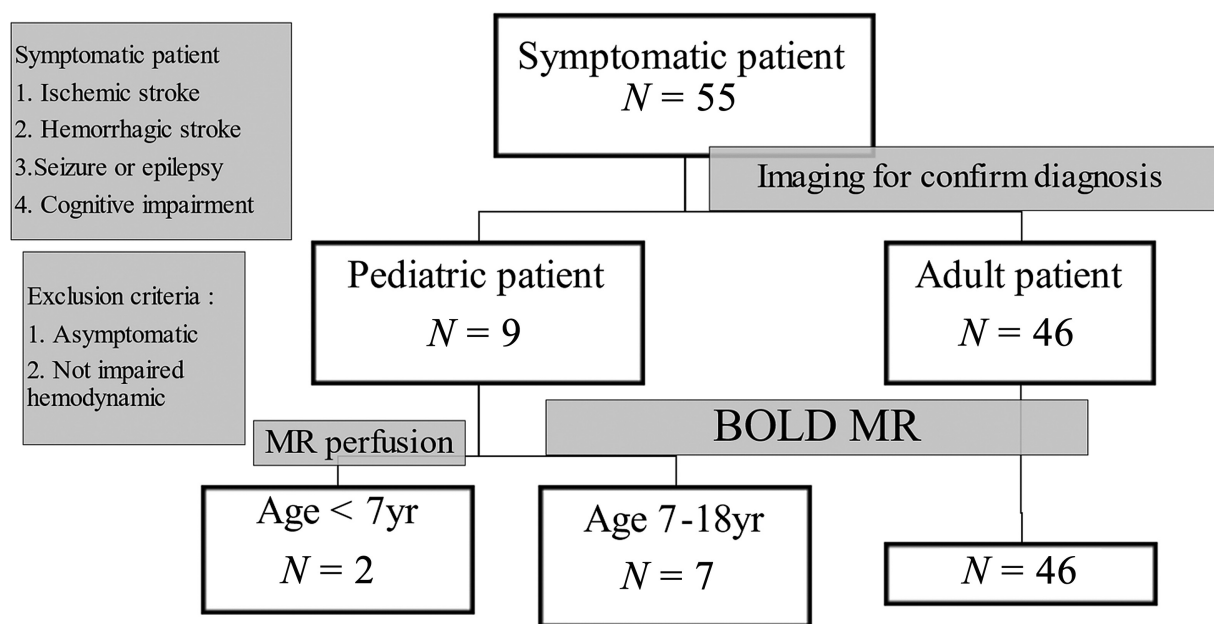 Symptomatic patient
1. Ischemic stroke
2. Hemorrhagic stroke
3.Seizure or epilepsy
4. Cognitive impairment
Symptomatic patient
N = 55
Imaging for confirm diagnosis
Exclusion criteria :
1. Asymptomatic
2. Not impaired
hemodynamic
Pediatric patient
N = 9
Adult patient
N = 46
MR perfusion
BOLD MR
Age < 7yr
N = 2
Age 7-18yr
N = 7
N = 46